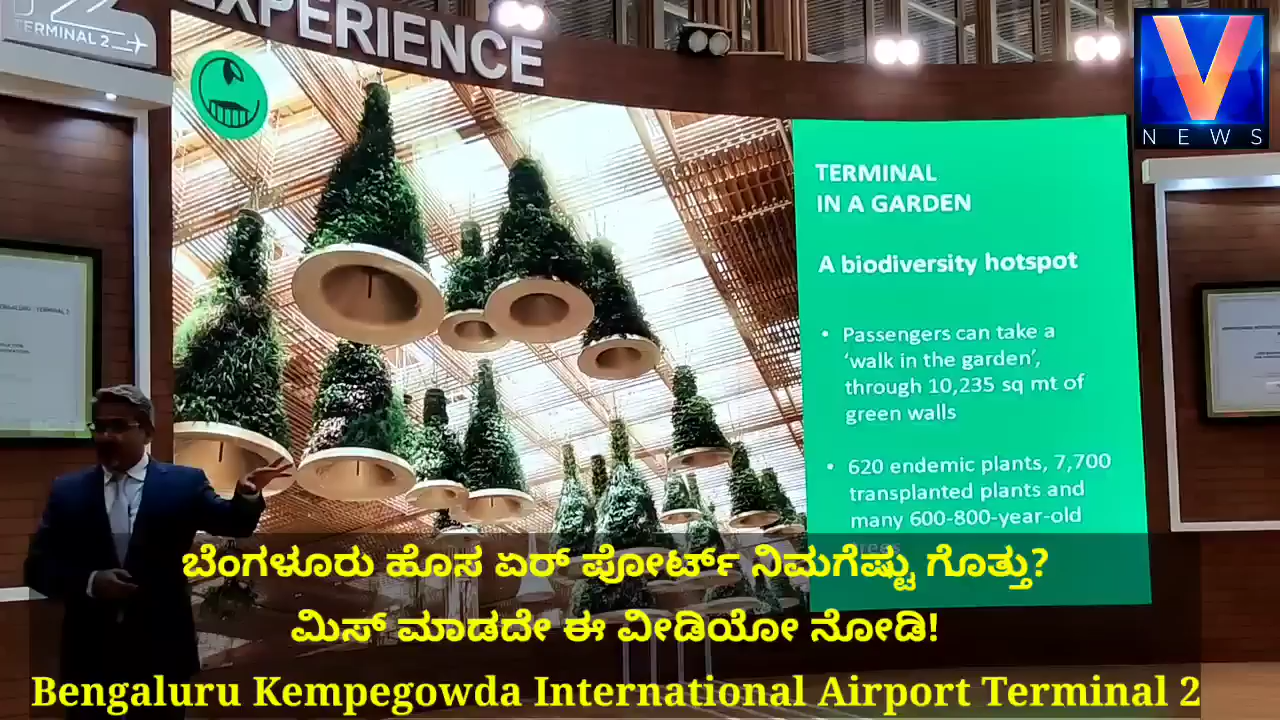 TERMINAL 2
EXPERIENCE
V
NEWS
TERMINAL
IN A GARDEN
A biodiversity hotspot
• Passengers can take a
‘walk in the garden’,
through 10,235 sq mt of
green walls
• 620 endemic plants, 7,700
transplanted plants and
many 600-800-year-old
trees
ಬೆಂಗಳೂರು ಹೊಸ ಏರ್ ಪೋರ್ಟ್ ನಿಮಗೆಷ್ಟು ಗೊತ್ತು?
ಮಿಸ್ ಮಾಡದೇ ಈ ವೀಡಿಯೋ ನೋಡಿ!
Bengaluru Kempegowda International Airport Terminal 2